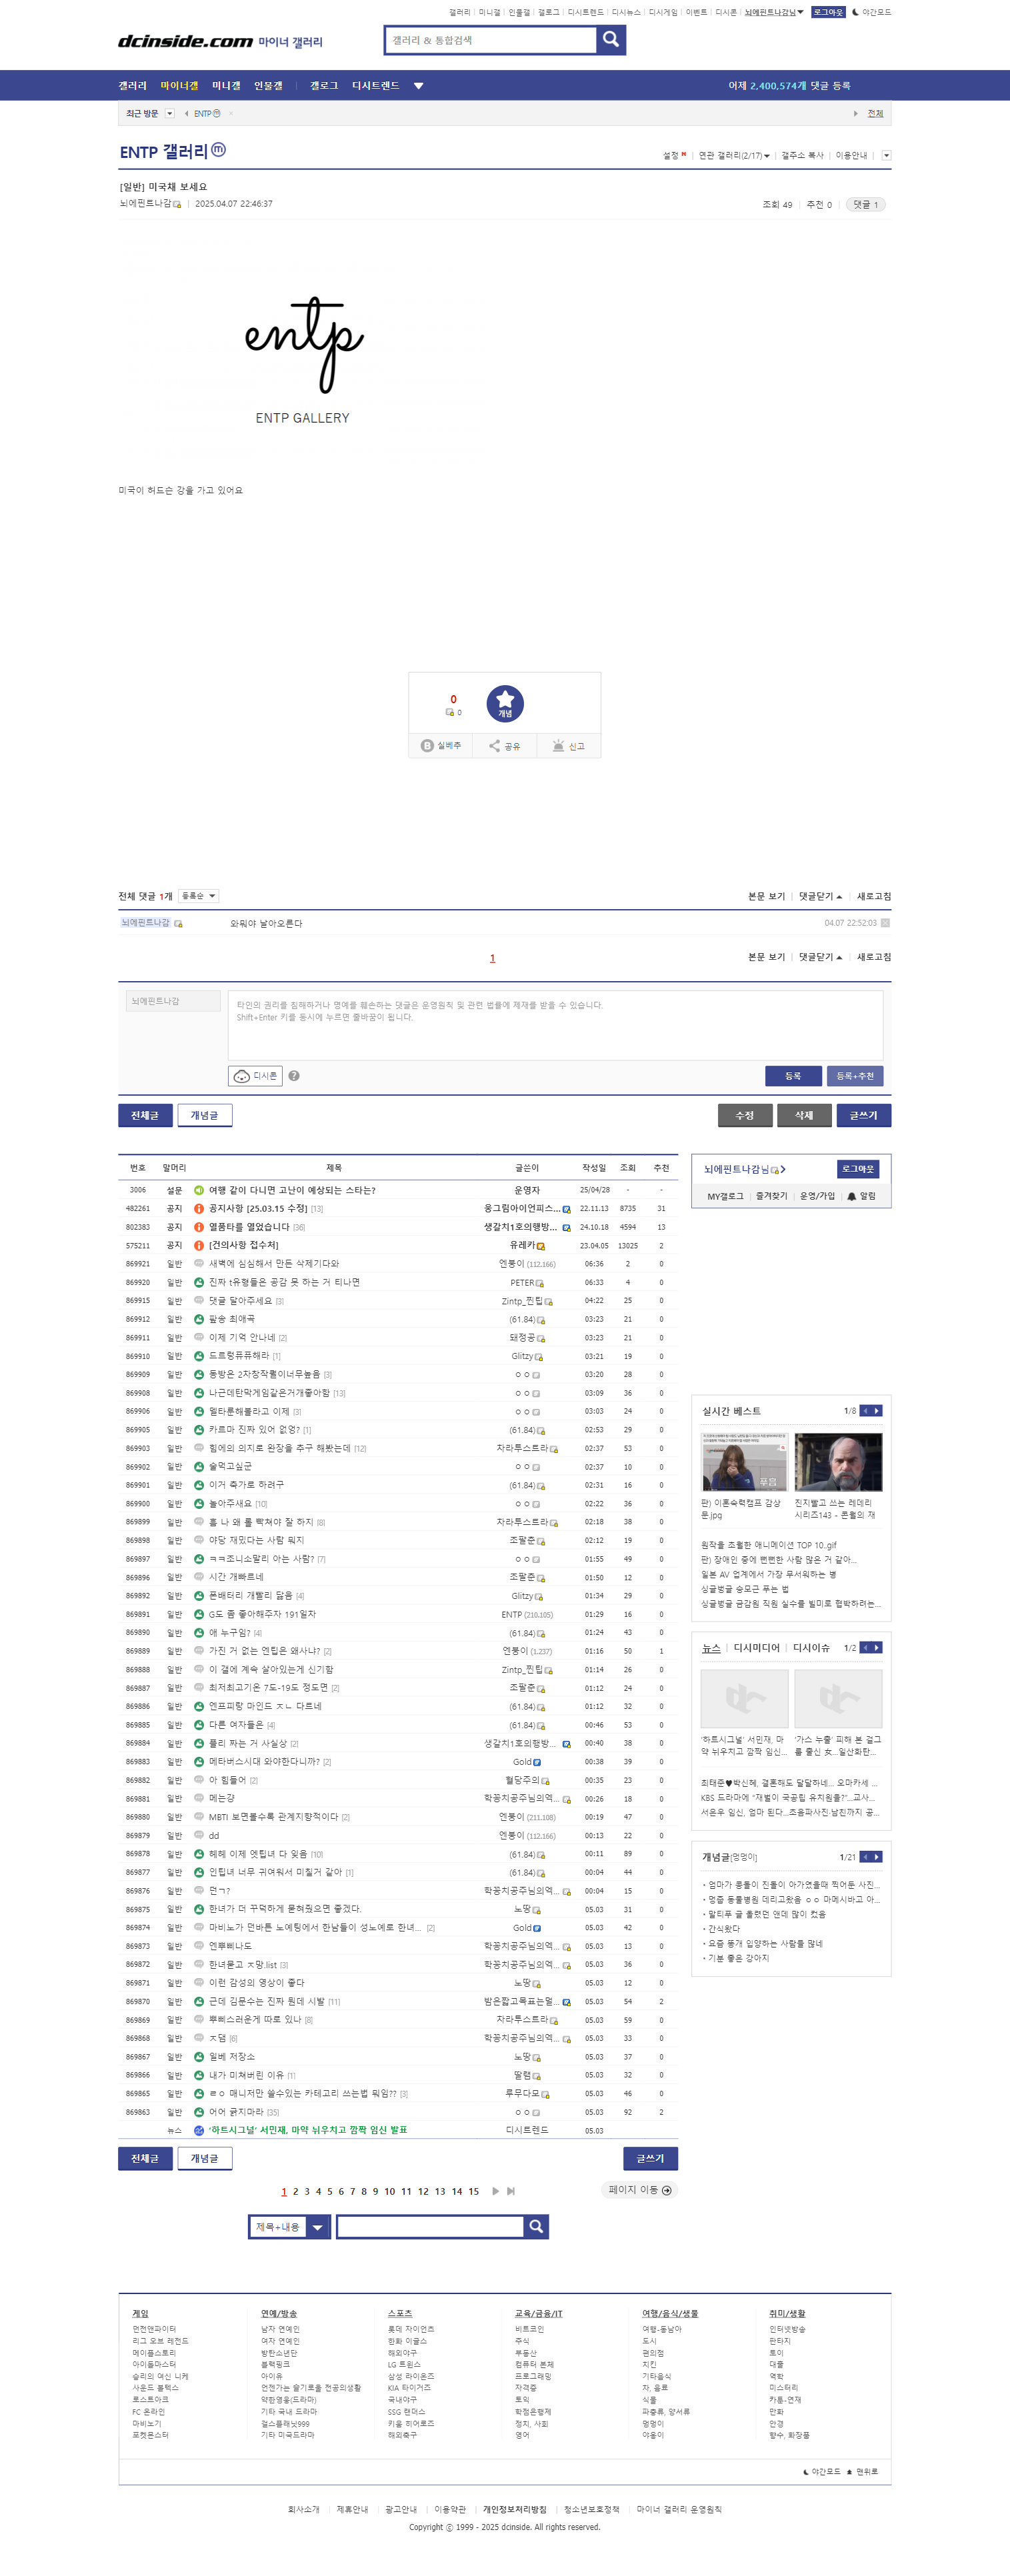 갤러리 | 미니갤 | 인물갤 | 갤로그 | 디시트렌드 | 디시뉴스 | 디시게임 | 이벤트 | 디시콘 | 뇌에핀트나감님 로그아웃 야간모드
dcinside.com 마이너 갤러리
갤러리 & 통합검색
갤러리 마이너갤 미니갤 인물갤 | 갤로그 디시트렌드
어제 2,400,574개 댓글 등록
최근 방문 ENTP ⓜ × 전체
ENTP 갤러리 ⓜ
설정 | 연관 갤러리(2/17) | 갤주소 복사 | 이용안내 |
[일반] 미국채 보세요
뇌에핀트나감 | 2025.04.07 22:46:37
조회 49 | 추천 0 | 댓글 1
entp
ENTP GALLERY
미국이 허드슨 강을 가고 있어요
0
0
개념
실베추 공유 신고
전체 댓글 1개 등록순
본문 보기 | 댓글닫기 | 새로고침
뇌에핀트나감 와뭐야 날아오른다 04.07 22:52:03
1
본문 보기 | 댓글닫기 | 새로고침
뇌에핀트나감
타인의 권리를 침해하거나 명예를 훼손하는 댓글은 운영원칙 및 관련 법률에 제재를 받을 수 있습니다.
Shift+Enter 키를 동시에 누르면 줄바꿈이 됩니다.
디시콘 ? 등록 등록+추천
전체글 개념글 수정 삭제 글쓰기
번호 말머리 제목 글쓴이 작성일 조회 추천
3006 설문 여행 같이 다니면 고난이 예상되는 스타는? 운영자 25/04/28 - -
482261 공지 공지사항 [25.03.15 수정] [13] 웅그림아이언피스... 22.11.13 8735 31
802383 공지 열품타를 열었습니다 [36] 생갈치1호의행방... 24.10.18 4594 13
575211 공지 [건의사항 접수처] 유레카 23.04.05 13025 2
869921 일반 새벽에 심심해서 만든 삭제기다와 엔붕이 (112.166) 06:36 2 0
869920 일반 진짜 t유형들은 공감 못 하는 거 티나면 PETER 06:33 4 0
869915 일반 댓글 달아주세요 [3] Zintp_찐팁 04:22 25 0
869912 일반 팔송 최애곡 (61.84) 03:23 21 0
869911 일반 이제 기억 안나네 [2] 돼정공 03:23 21 0
869910 일반 드르렁퓨퓨해라 [1] Glitzy 03:21 19 0
869909 일반 동방은 2차창작퀄이너무높음 [3] ㅇㅇ 03:20 28 0
869908 일반 나근데탄막게임같은거개좋아함 [13] ㅇㅇ 03:09 36 0
869906 일반 멜타룬해볼라고 이제 [3] ㅇㅇ 03:03 24 0
869905 일반 카르마 진짜 있어 없엉? [1] (61.84) 02:53 29 0
869903 일반 힘에의 의지로 완장을 추구 해봤는데 [12] 자라투스트라 02:37 53 0
869902 일반 술먹고싶군 ㅇㅇ 02:37 10 0
869901 일반 이거 축가로 하려구 (61.84) 02:31 16 0
869900 일반 놀아주새요 [10] ㅇㅇ 02:22 36 0
869899 일반 흠 나 왜 롤 빡쳐야 잘 하지 [8] 자라투스트라 02:18 38 0
869898 일반 야당 재밌다는 사람 뭐지 조팔춘 02:12 19 0
869897 일반 ㅋㅋ조니소말리 아는 사람? [7] ㅇㅇ 01:55 49 0
869896 일반 시간 개빠르네 조팔춘 01:50 12 0
869892 일반 폰배터리 개빨리 닮음 [4] Glitzy 01:34 29 0
869891 일반 G도 좀 좋아해주자 191일차 ENTP (210.105) 01:29 16 0
869890 일반 얘 누구임? [4] (61.84) 01:24 43 0
869889 일반 가진 거 없는 엔팁은 왜사냐? [2] 엔붕이 (1.237) 01:16 50 1
869888 일반 이 갤에 계속 살아있는게 신기함 Zintp_찐팁 01:14 26 0
869887 일반 최저최고기온 7도-19도 정도면 [2] 조팔춘 01:12 24 0
869886 일반 엔프피랑 마인드 ㅈㄴ 다르네 (61.84) 01:12 32 0
869885 일반 다른 여자들은 [4] (61.84) 00:46 53 0
869884 일반 플리 짜는 거 사실상 [2] 생갈치1호의행방... 00:40 38 0
869883 일반 메타버스시대 와야한다니까? [2] Gold 00:38 39 0
869882 일반 아 힘들어 [2] 혈당주의 00:35 23 0
869881 일반 메는걍 학꽁치공주님의엑... 00:26 18 0
869880 일반 MBTI 보면볼수록 관계지향적이다 [2] 엔붕이 (211.108) 00:19 47 0
869879 일반 dd 엔붕이 (112.166) 00:13 22 0
869878 일반 헤헤 이제 엣팁녀 다 잊음 [10] (61.84) 00:11 89 0
869877 일반 인팁녀 너무 귀여워서 미칠거 같아 [1] (61.84) 00:04 44 0
869876 일반 던ㄱ? 학꽁치공주님의엑... 00:04 15 0
869875 일반 한녀가 더 꾸덕하게 묻혀줬으면 좋겠다. 노땅 05.03 31 0
869874 일반 마비노가 던바튼 노에팅에서 한남들이 성노예로 한녀... [2] Gold 05.03 42 0
869873 일반 엔뿌삐나도 학꽁치공주님의엑... 05.03 13 0
869872 일반 한녀묻고 ㅈ망.list [3] 학꽁치공주님의엑... 05.03 36 0
869871 일반 이런 감성의 영상이 좋다 노땅 05.03 12 0
869870 일반 근데 김문수는 진짜 뭔데 시발 [11] 밤은짧고목표는멀... 05.03 54 2
869869 일반 뿌삐스러운게 따로 있나 [8] 자라투스트라 05.03 59 0
869868 일반 ㅈ댐 [6] 학꽁치공주님의엑... 05.03 33 0
869867 일반 일베 저장소 노땅 05.03 37 0
869866 일반 내가 미쳐버린 이유 [1] 딸램 05.03 32 0
869865 일반 ㄹㅇ 매니저만 쓸수있는 카테고리 쓰는법 뭐임?? [3] 루무다모 05.03 46 0
869863 일반 어어 긁지마라 [35] ㅇㅇ 05.03 92 2
뉴스 '하트시그널' 서민재, 마약 뉘우치고 깜짝 임신 발표 디시트렌드 05.03
뇌에핀트나감님 로그아웃
MY갤로그 | 즐겨찾기 | 운영/가입 | 알림
실시간 베스트 1/8
푸음
판) 이혼숙려캠프 감상문.jpg
진지빨고 쓰는 레데리 시리즈143 - 콘월의 재
원작을 초월한 애니메이션 TOP 10..gif
판) 장애인 중에 뻔뻔한 사람 많은 거 같아...
일본 AV 업계에서 가장 무서워하는 병
싱글벙글 승모근 푸는 법
싱글벙글 금감원 직원 실수를 빌미로 협박하려는...
뉴스 | 디시미디어 | 디시이슈 1/2
'하트시그널' 서민재, 마약 뉘우치고 깜짝 임신...
'가스 누출' 피해 본 걸그룹 출신 女...일산화탄...
최태준♥박신혜, 결혼해도 달달하네... 오마카세 ...
KBS 드라마에 "재벌이 국공립 유치원을?"...교사...
서은우 임신, 엄마 된다...초음파사진·남친까지 공...
개념글[멍멍이] 1/21
· 엄마가 콩돌이 진돌이 아가였을때 찍어둔 사진...
· 멍줍 동물병원 데리고왔음 ㅇㅇ 마메시바고 아...
· 말티푸 글 올렸던 앤데 많이 컸음
· 간식왔다
· 요즘 똥개 입양하는 사람들 많네
· 기분 좋은 강아지
전체글 개념글 글쓰기
1 2 3 4 5 6 7 8 9 10 11 12 13 14 15
페이지 이동
제목+내용
게임
던전앤파이터
리그 오브 레전드
메이플스토리
아이돌마스터
승리의 여신 니케
사운드 볼텍스
로스트아크
FC 온라인
마비노기
포켓몬스터
연예/방송
남자 연예인
여자 연예인
방탄소년단
블랙핑크
아이유
언젠가는 슬기로울 전공의생활
약한영웅(드라마)
기타 국내 드라마
걸스플래닛999
기타 미국드라마
스포츠
롯데 자이언츠
한화 이글스
해외야구
LG 트윈스
삼성 라이온즈
KIA 타이거즈
국내야구
SSG 랜더스
키움 히어로즈
해외축구
교육/금융/IT
비트코인
주식
부동산
컴퓨터 본체
프로그래밍
자격증
토익
학점은행제
정치, 사회
영어
여행/음식/생물
여행-동남아
도시
편의점
치킨
기타음식
차, 음료
식물
파충류, 양서류
멍멍이
야옹이
취미/생활
인터넷방송
판타지
토이
대출
역학
미스터리
카툰-연재
만화
안경
향수, 화장품
야간모드 맨위로
회사소개 | 제휴안내 | 광고안내 | 이용약관 | 개인정보처리방침 | 청소년보호정책 | 마이너 갤러리 운영원칙
Copyright ⓒ 1999 - 2025 dcinside. All rights reserved.